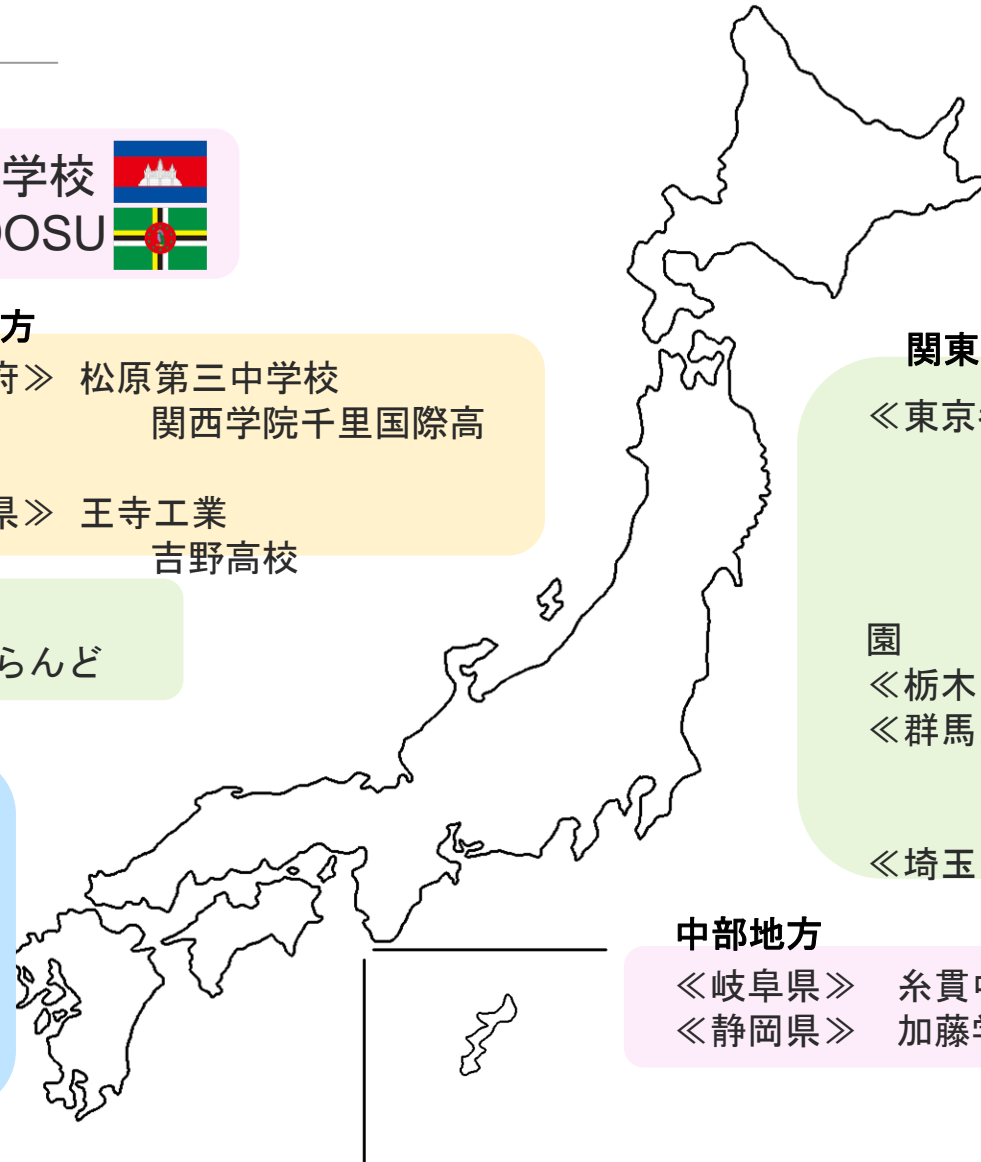 学校
OSU
方
府≫ 松原第三中学校
関西学院千里国際高
県≫ 王寺工業
吉野高校
らんど
関東
≪東京
園
≪栃木
≪群馬
≪埼玉
中部地方
≪岐阜県≫ 糸貫
≪静岡県≫ 加藤